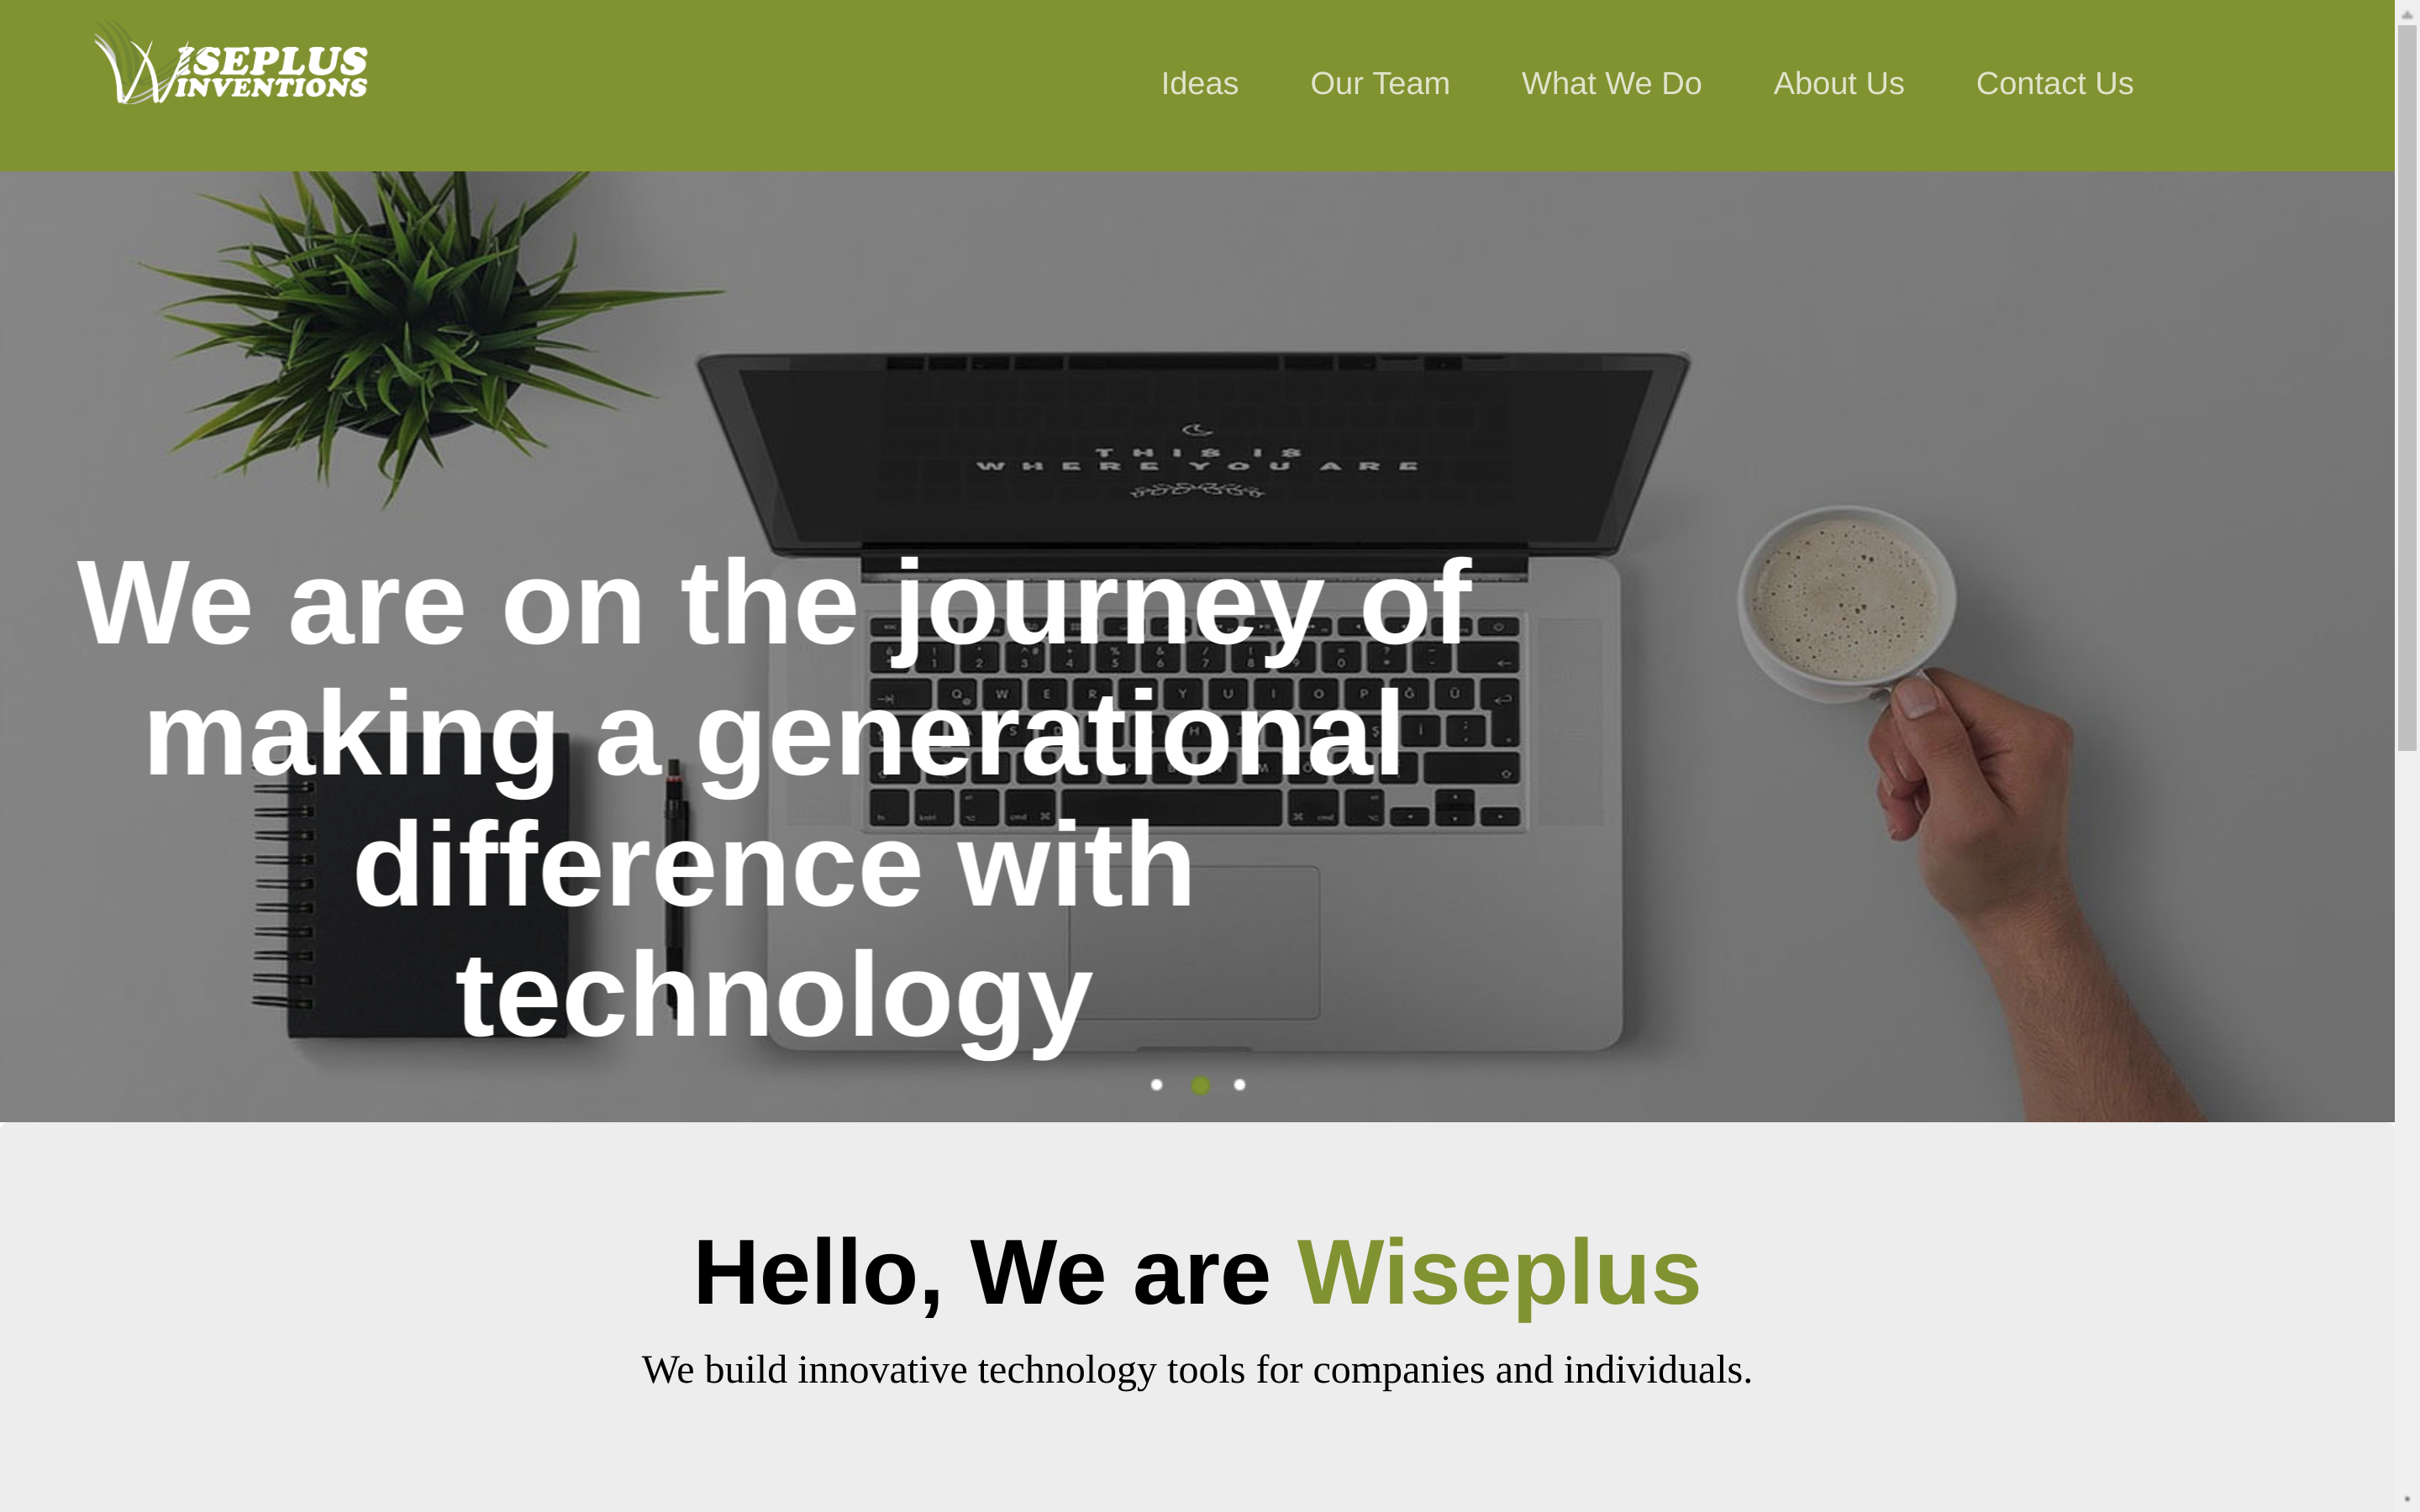 WISEPLUS
INVENTIONS
Ideas
Our Team
What We Do
About Us
Contact Us
THIS IS
WHERE YOU ARE
We are on the journey of
making a generational
difference with
technology
Hello, We are Wiseplus
We build innovative technology tools for companies and individuals.